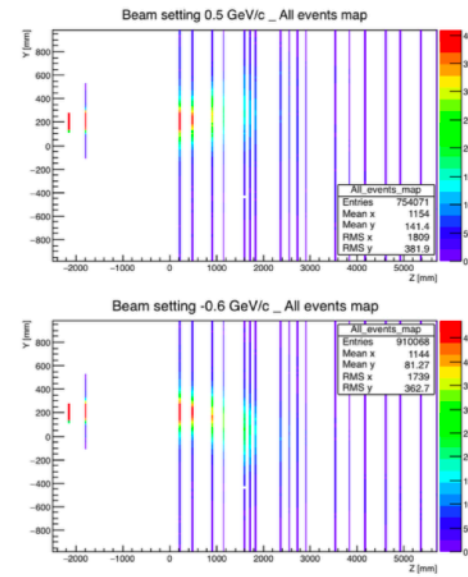 Beam setting 0.5 GeV/c _ All events map
Y [mm]
800
600
400
200
0
−200
−400
−600
−800
−2000 −1000 0 1000 2000 3000 4000 5000
Z [mm]
All_events_map
Entries 754071
Mean x 1154
Mean y 141.4
RMS x 1809
RMS y 381.9
Beam setting -0.6 GeV/c _ All events map
Y [mm]
800
600
400
200
0
−200
−400
−600
−800
−2000 −1000 0 1000 2000 3000 4000 5000
Z [mm]
All_events_map
Entries 910068
Mean x 1144
Mean y 81.27
RMS x 1739
RMS y 362.7